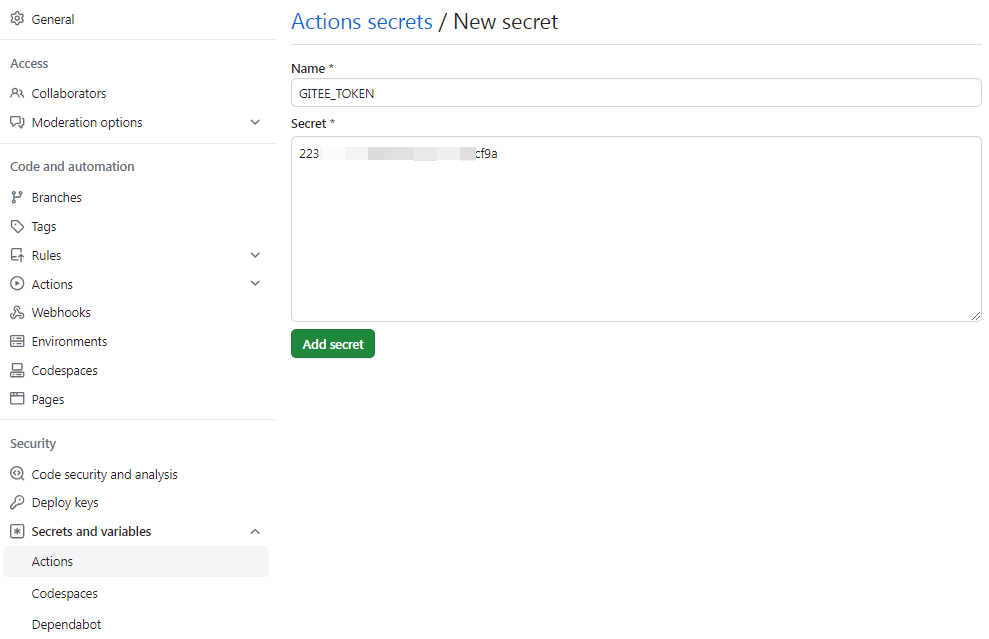 General
Access
Collaborators
Moderation options
Code and automation
Branches
Tags
Rules
Actions
Webhooks
Environments
Codespaces
Pages
Security
Code security and analysis
Deploy keys
Secrets and variables
Actions
Codespaces
Dependabot
Actions secrets / New secret
Name *
GITEE_TOKEN
Secret *
223 cf9a
Add secret